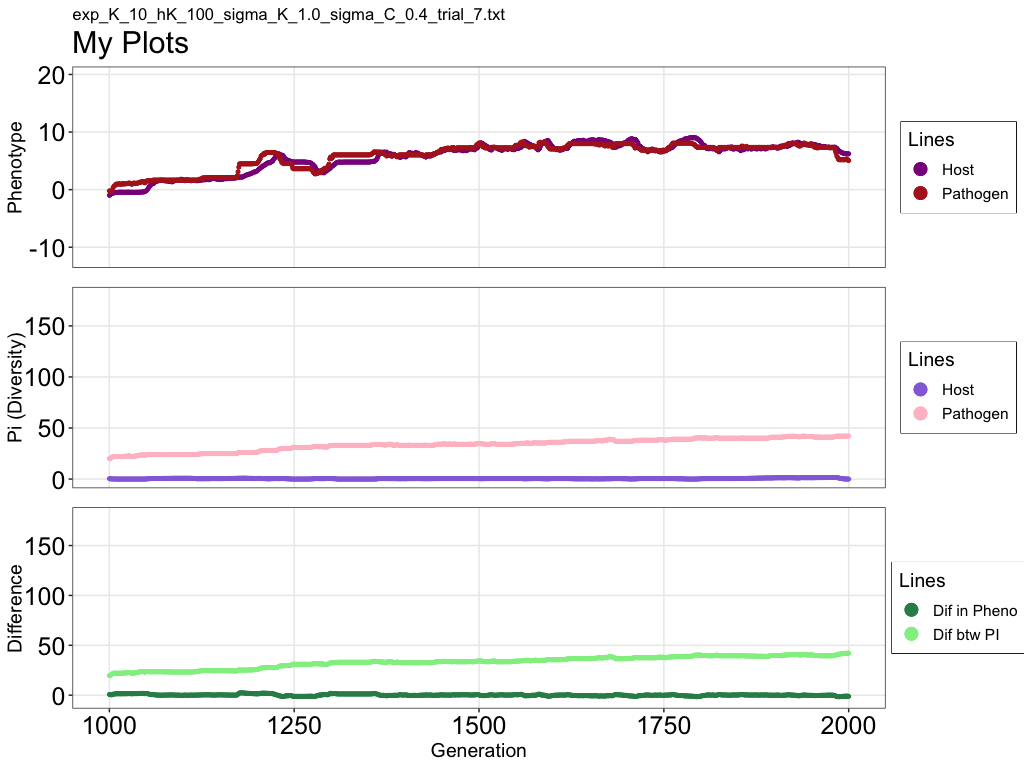 exp_K_10_hK_100_sigma_K_1.0_sigma_C_0.4_trial_7.txt
My Plots
Phenotype
20
10
0
-10
Lines
Host
Pathogen
Pi (Diversity)
150
100
50
0
Lines
Host
Pathogen
Difference
150
100
50
0
Lines
Dif in Pheno
Dif btw PI
1000 1250 1500 1750 2000
Generation